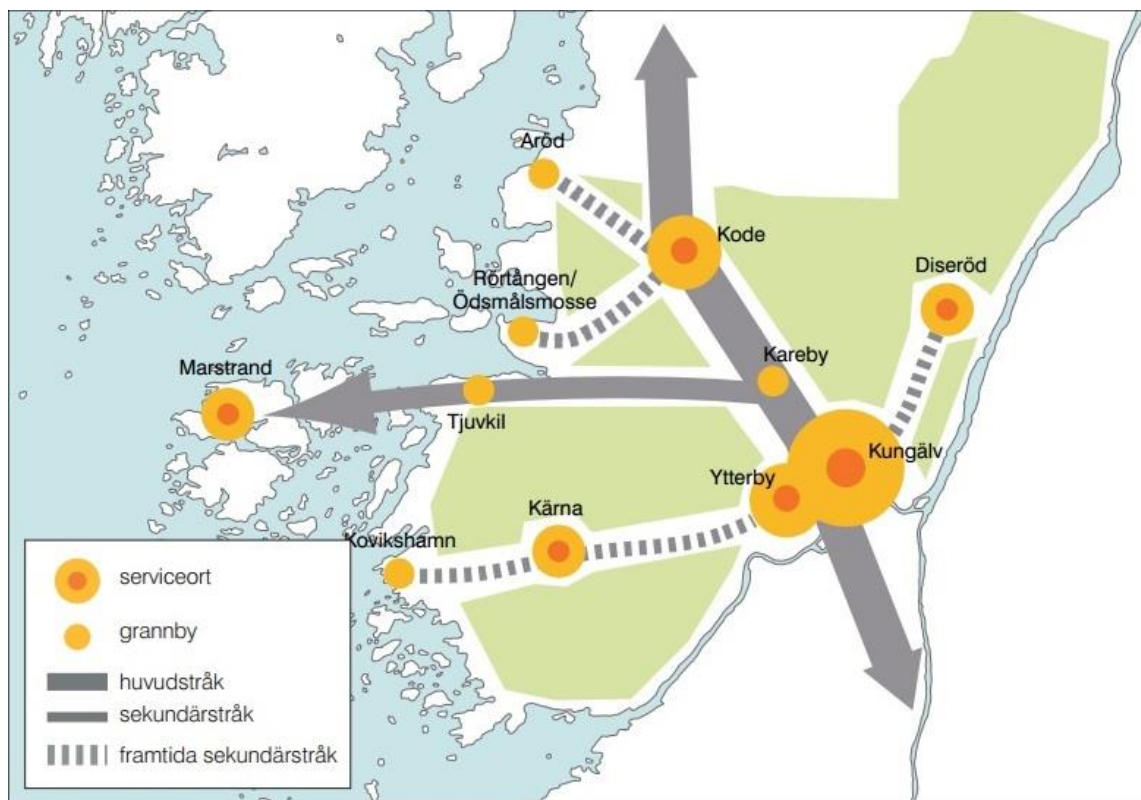 Aröd
Kode
Diseröd
Rörtången/
Ödsmålsmosse
Kareby
Marstrand
Tjuvkil
Kungälv
Ytterby
Kärna
Kovikshamn
serviceort
grannby
huvudstråk
sekundärstråk
framtida sekundärstråk